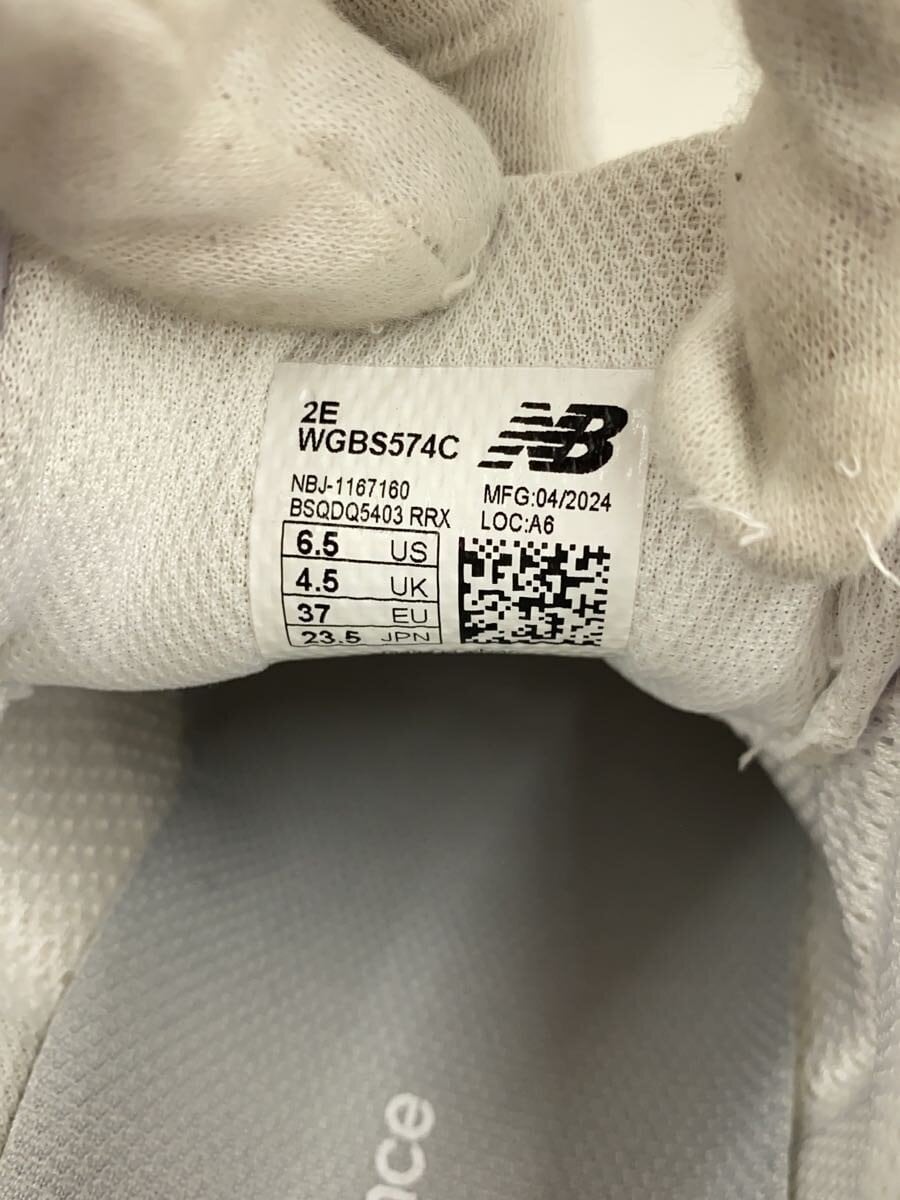 2E
WGBS574C
NB
NBJ-1167160
BSQDQ5403 RRX
MFG:04/2024
LOC:A6
6.5 US
4.5 UK
37 EU
23.5 JPN
nce